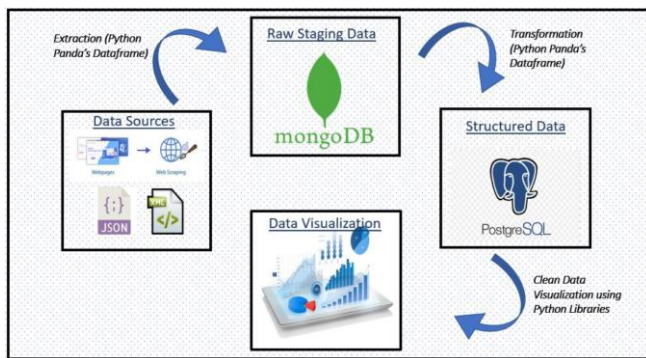 Extraction (Python
Panda's Dataframe)
Raw Staging Data
mongoDB
Transformation
(Python Panda's
Dataframe)
Data Sources
Webpages
Web Scraping
{;}
JSON
XML
</>
Structured Data
PostgreSQL
Data Visualization
Clean Data
Visualization using
Python Libraries